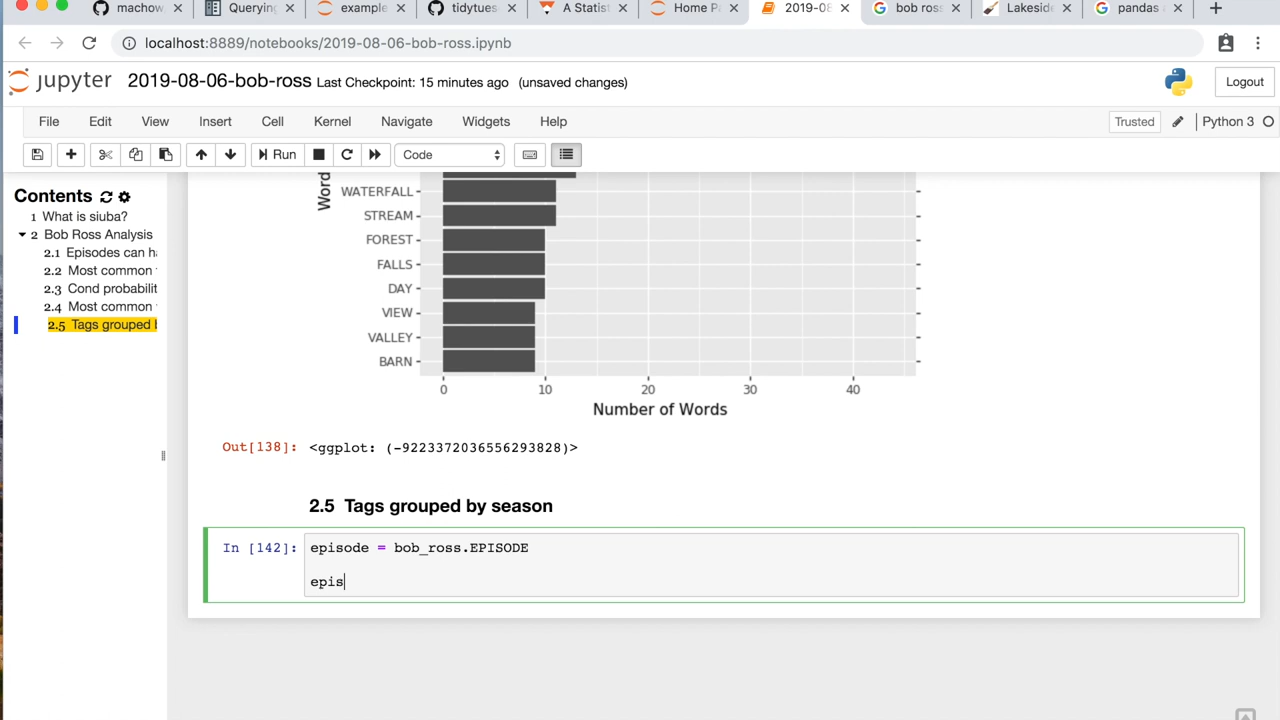 machow
Querying
example
tidytues
A Statist
Home P
2019-08
bob ross
Lakeside
pandas
localhost:8889/notebooks/2019-08-06-bob-ross.ipynb
jupyter 2019-08-06-bob-ross Last Checkpoint: 15 minutes ago (unsaved changes)
Logout
File Edit View Insert Cell Kernel Navigate Widgets Help
Trusted
Python 3
Run
Code
Contents
1 What is siuba?
2 Bob Ross Analysis
2.1 Episodes can ha
2.2 Most common
2.3 Cond probabilit
2.4 Most common
2.5 Tags grouped b
Word
WATERFALL
STREAM
FOREST
FALLS
DAY
VIEW
VALLEY
BARN
0 10 20 30 40
Number of Words
Out[138]: <ggplot: (-9223372036556293828)>
2.5 Tags grouped by season
In [142]: episode = bob_ross.EPISODE
epis